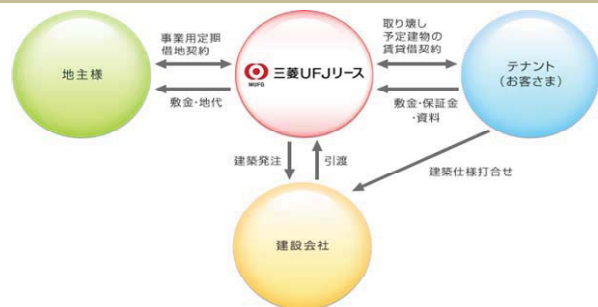 事業用定期
借地契約
取り壊し
予定建物の
賃貸借契約
地主様
MUFG
三菱UFJリース
テナント
(お客さま)
敷金・地代
敷金・保証金
・資料
建築発注
引渡
建築仕様打合せ
建設会社